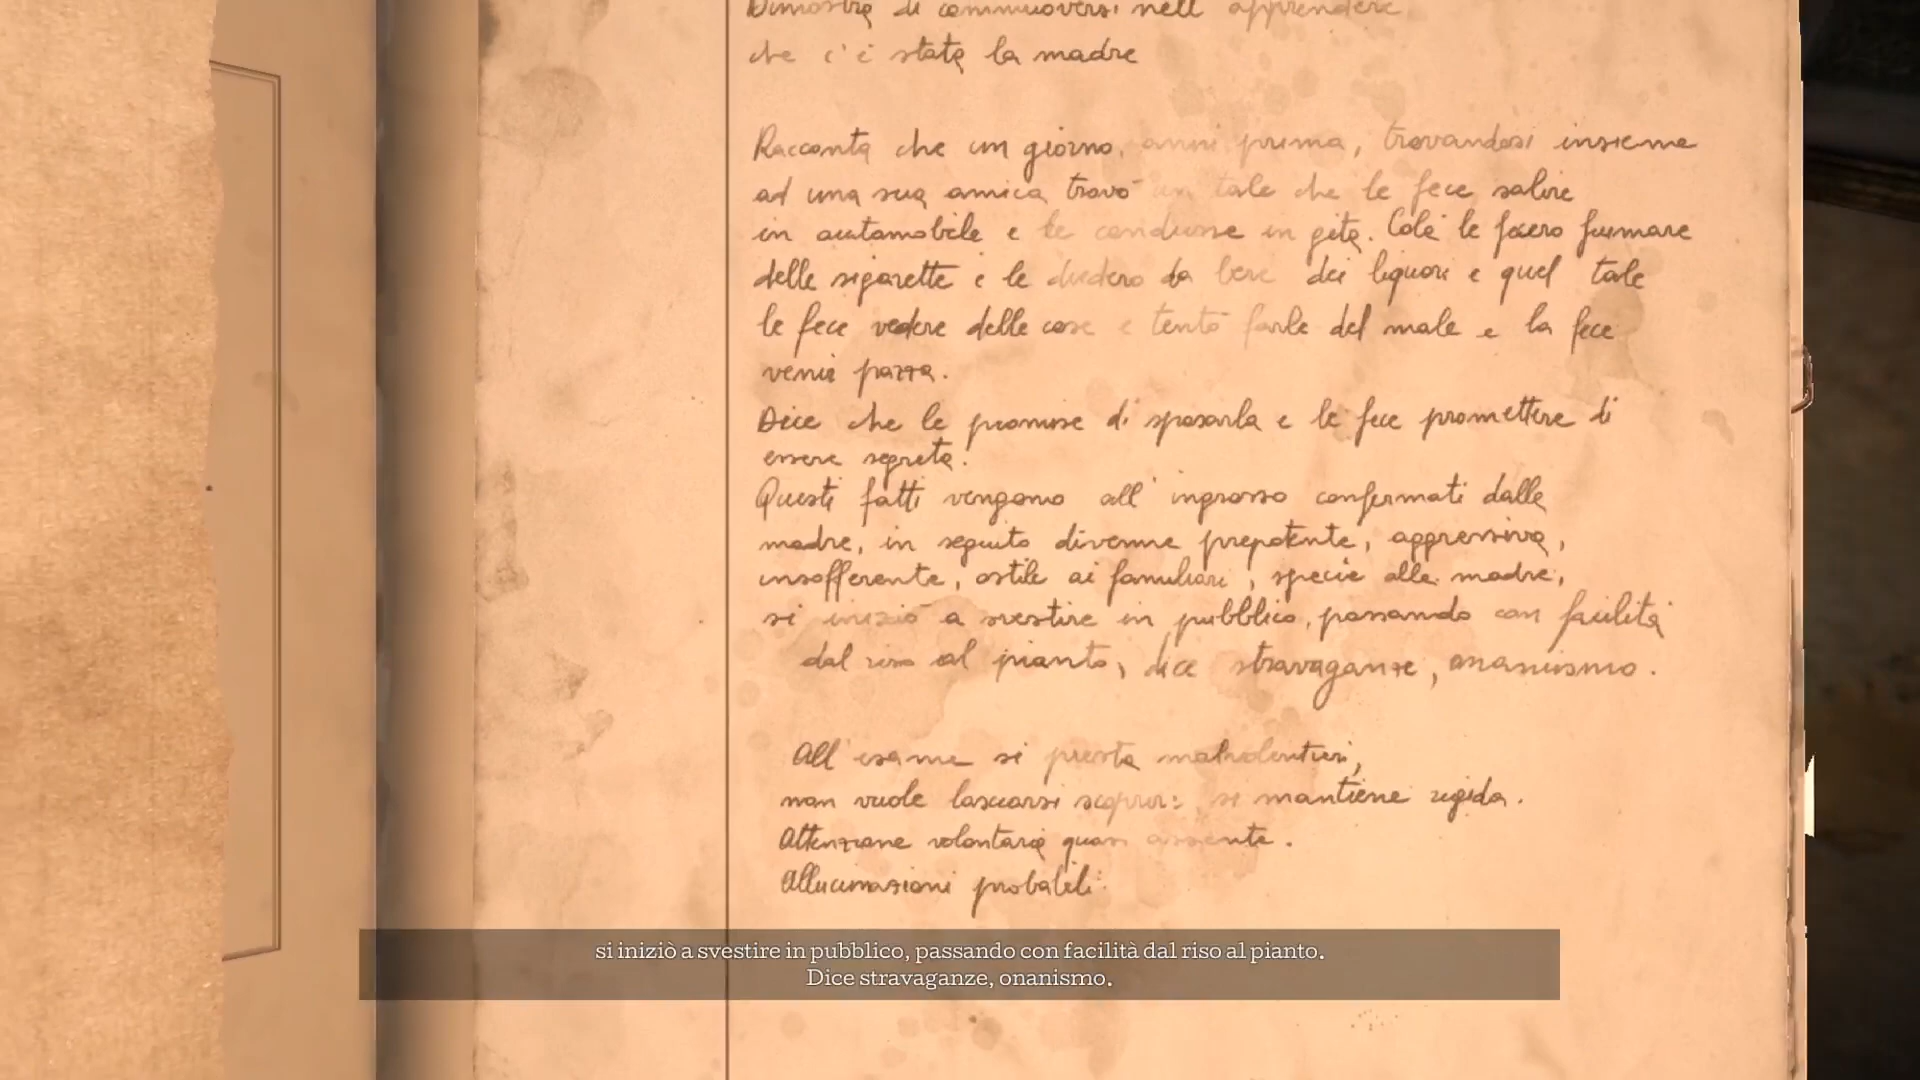 Dimostra di commuoversi nell'apprendere
che c'è stata la madre
Racconta che un giorno, anni prima, trovandosi insieme
ad una sua amica trovò un tale che le fece salire
in automobile e le condusse in gita. Colà le fecero fumare
delle sigarette e le diedero da bere dei liquori e quel tale
le fece vedere delle cose e tentò farle del male e la fece
venir pazza.
Dice che le promise di sposarla e le fece promettere di
essere segreta.
Questi fatti vengono all'ingrosso confermati dalla
madre, in seguito divenne prepotente, aggressiva,
insofferente, ostile ai famigliari, specie alla madre,
si iniziò a svestire in pubblico, passando con facilità
dal riso al pianto, dice stravaganze, onanismo.
All'esame si presta malvolentieri,
non vuole lasciarsi scoprir: si mantiene rigida.
Attenzione volontaria quasi assente.
Allucinazioni probabili.
si iniziò a svestire in pubblico, passando con facilità dal riso al pianto.
Dice stravaganze, onanismo.